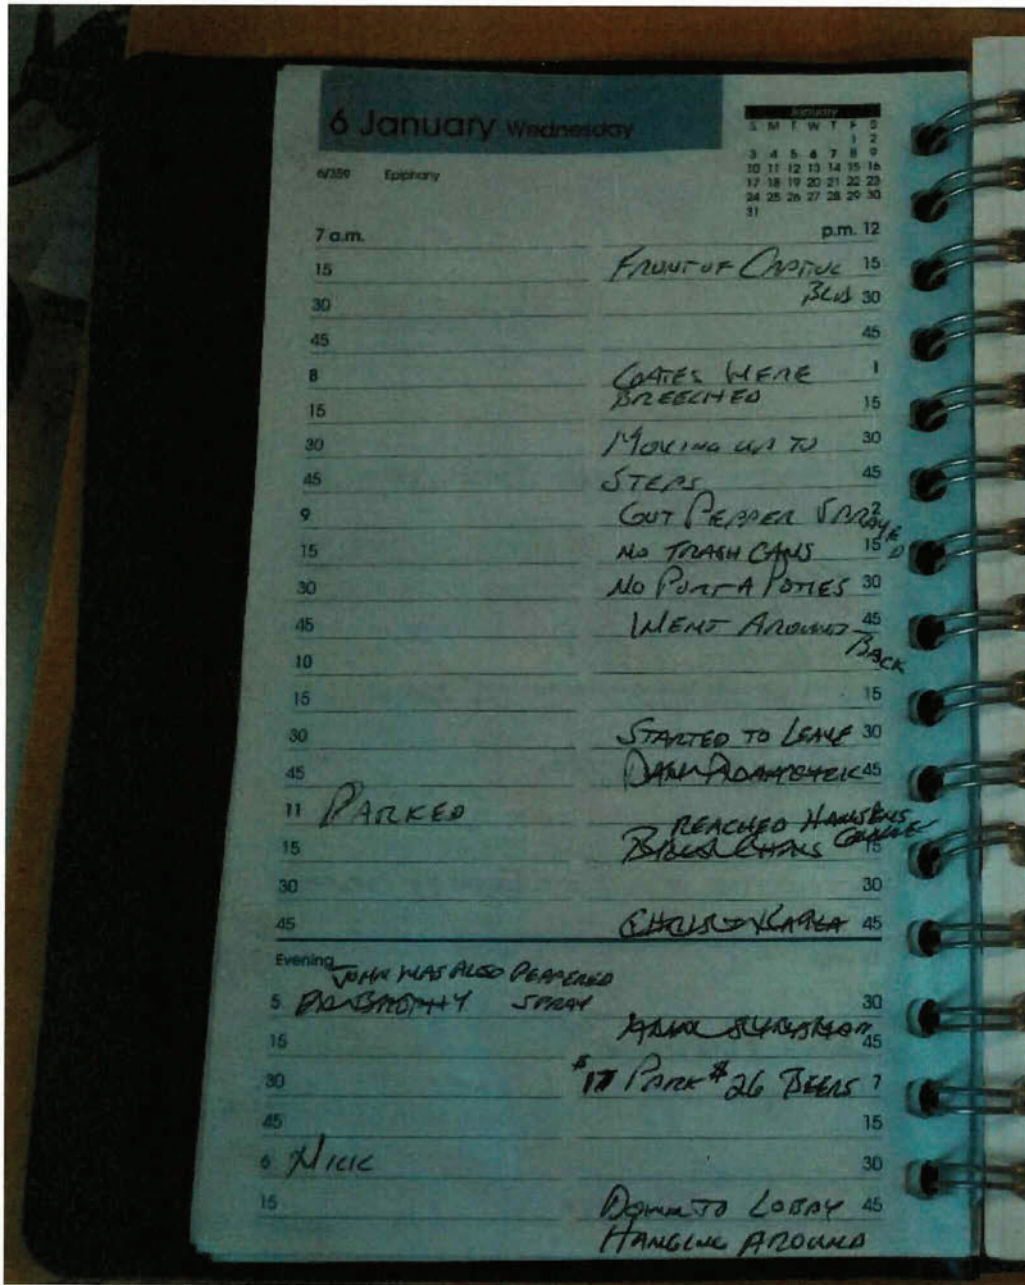 6 January Wednesday
January
S M T W T F S
1 2
3 4 5 6 7 8 9
10 11 12 13 14 15 16
17 18 19 20 21 22 23
24 25 26 27 28 29 30
31
6/359 Epiphany
7 a.m.
15
30
45
8
15
30
45
9
15
30
45
10
15
30
45
11 PARKED
15
30
45
p.m. 12
FRONT OF CAPITOL 15
BLD 30
45
GATES WERE 1
BREECHED 15
MOVING UP TO 30
STEPS 45
GOT PEPPER SPRAYED 2
NO TRASH CANS 15
NO PORT A POTIES 30
WENT AROUND 45
BACK
15
STARTED TO LEAVE 30
45
REACHED
15
30
45
Evening
JOHN WAS ALSO PEPPERED
5 SPRAY
15
30
45
6 NICK
15
30
45
$17 PARK $26 BEERS 7
15
30
DOWN TO LOBBY 45
HANGING AROUND